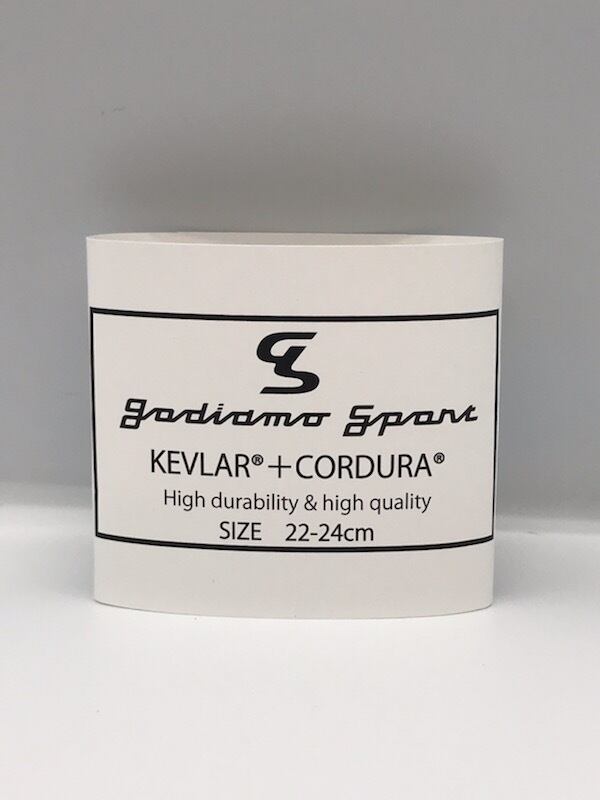 GS
godiamo Sport
KEVLAR®+CORDURA®
High durability & high quality
SIZE 22-24cm